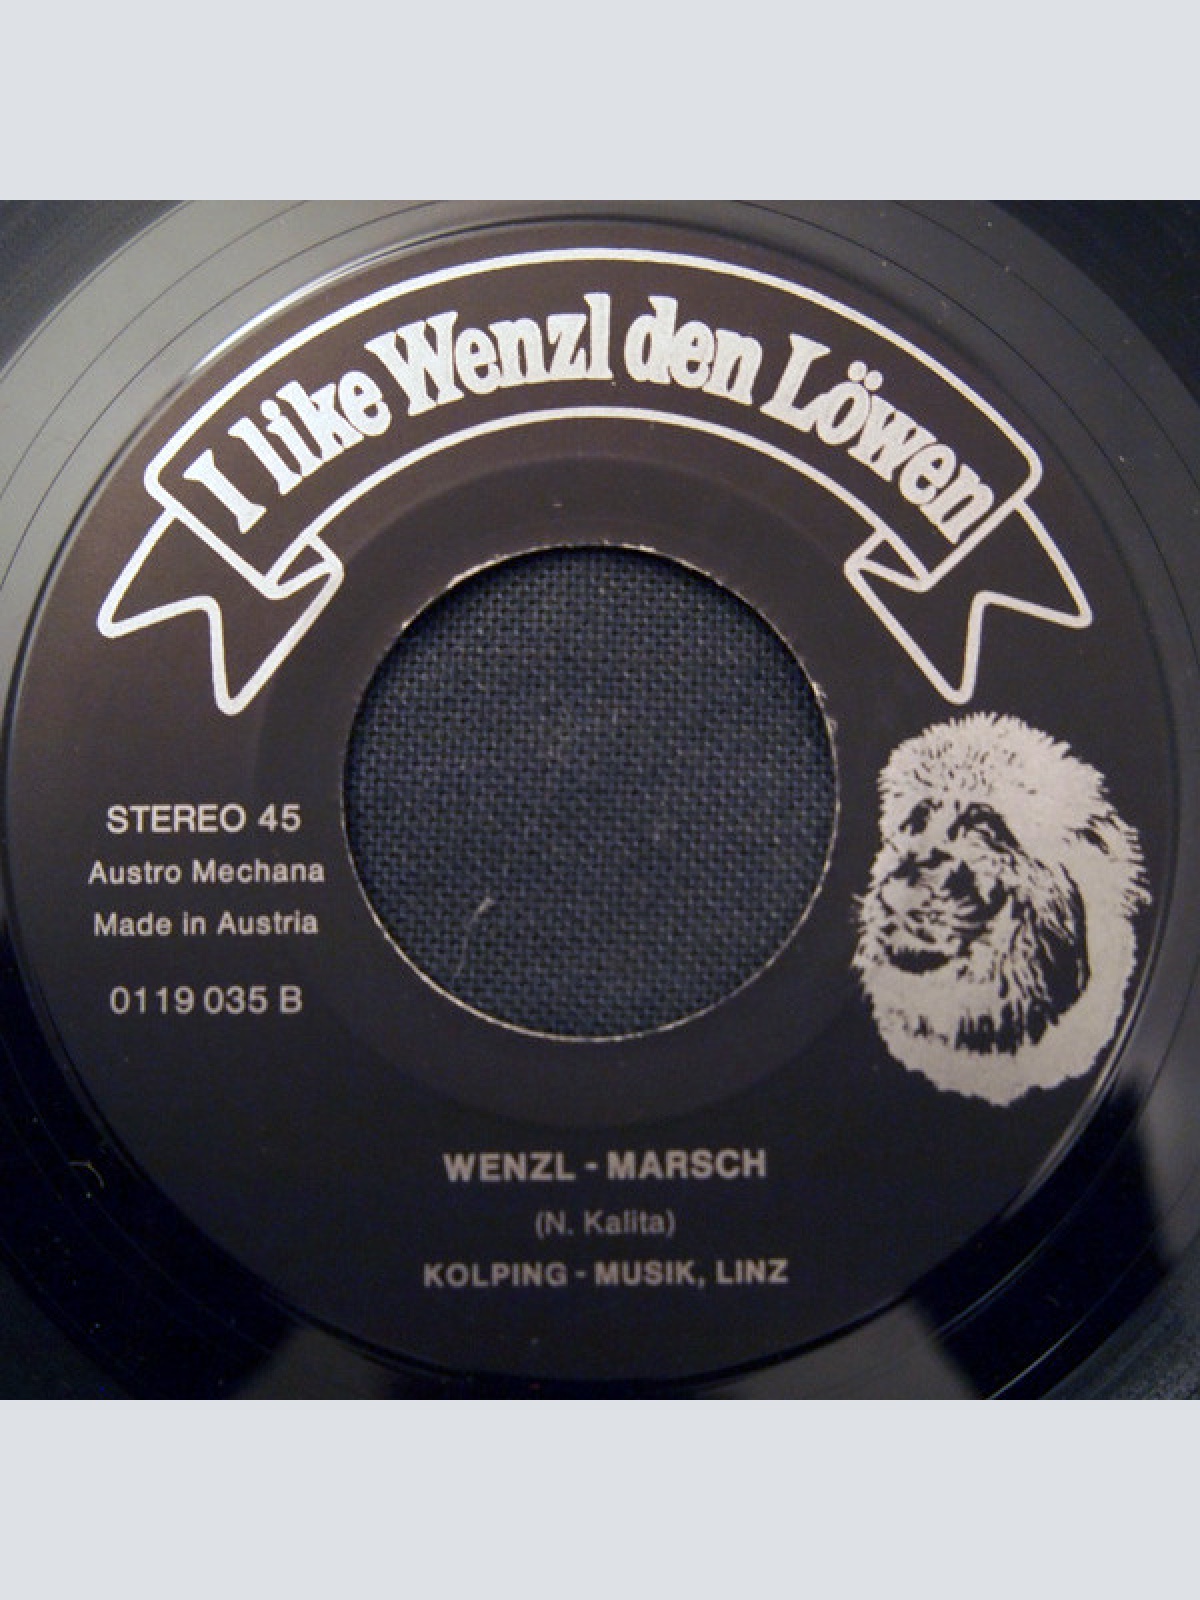 I like Wenzl den Löwen
STEREO 45
Austro Mechana
Made in Austria
0119 035 B
WENZL - MARSCH
(N. Kalita)
KOLPING - MUSIK, LINZ